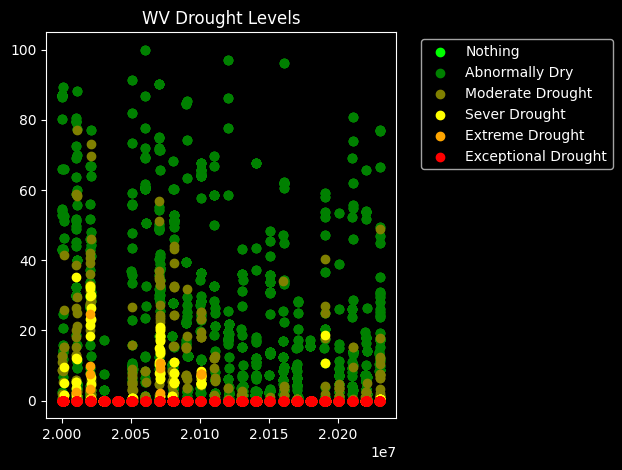 WV Drought Levels
100
80
60
40
20
0
2.000
2.005
2.010
2.015
2.020
1e7
Nothing
Abnormally Dry
Moderate Drought
Sever Drought
Extreme Drought
Exceptional Drought